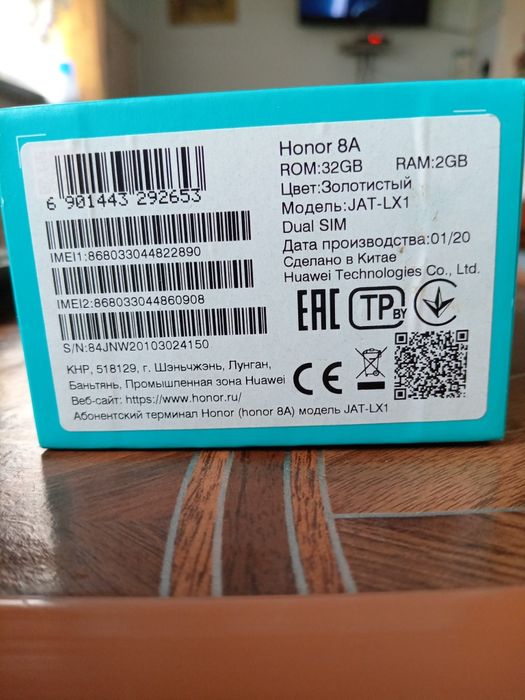 Honor 8A
ROM:32GB RAM:2GB
Цвет:Золотистый
Модель:JAT-LX1
Dual SIM
Дата производства:01/20
Сделано в Китае
Huawei Technologies Co., Ltd.
6 901443 292653
IMEI1:868033044822890
IMEI2:868033044860908
S/N:84JNW20103024150
EAC TP BY
КНР, 518129, г. Шэньчжэнь, Лунган,
Баньтянь, Промышленная зона Huawei
Веб-сайт: https://www.honor.ru/
Абонентский терминал Honor (honor 8A) модель JAT-LX1
CE